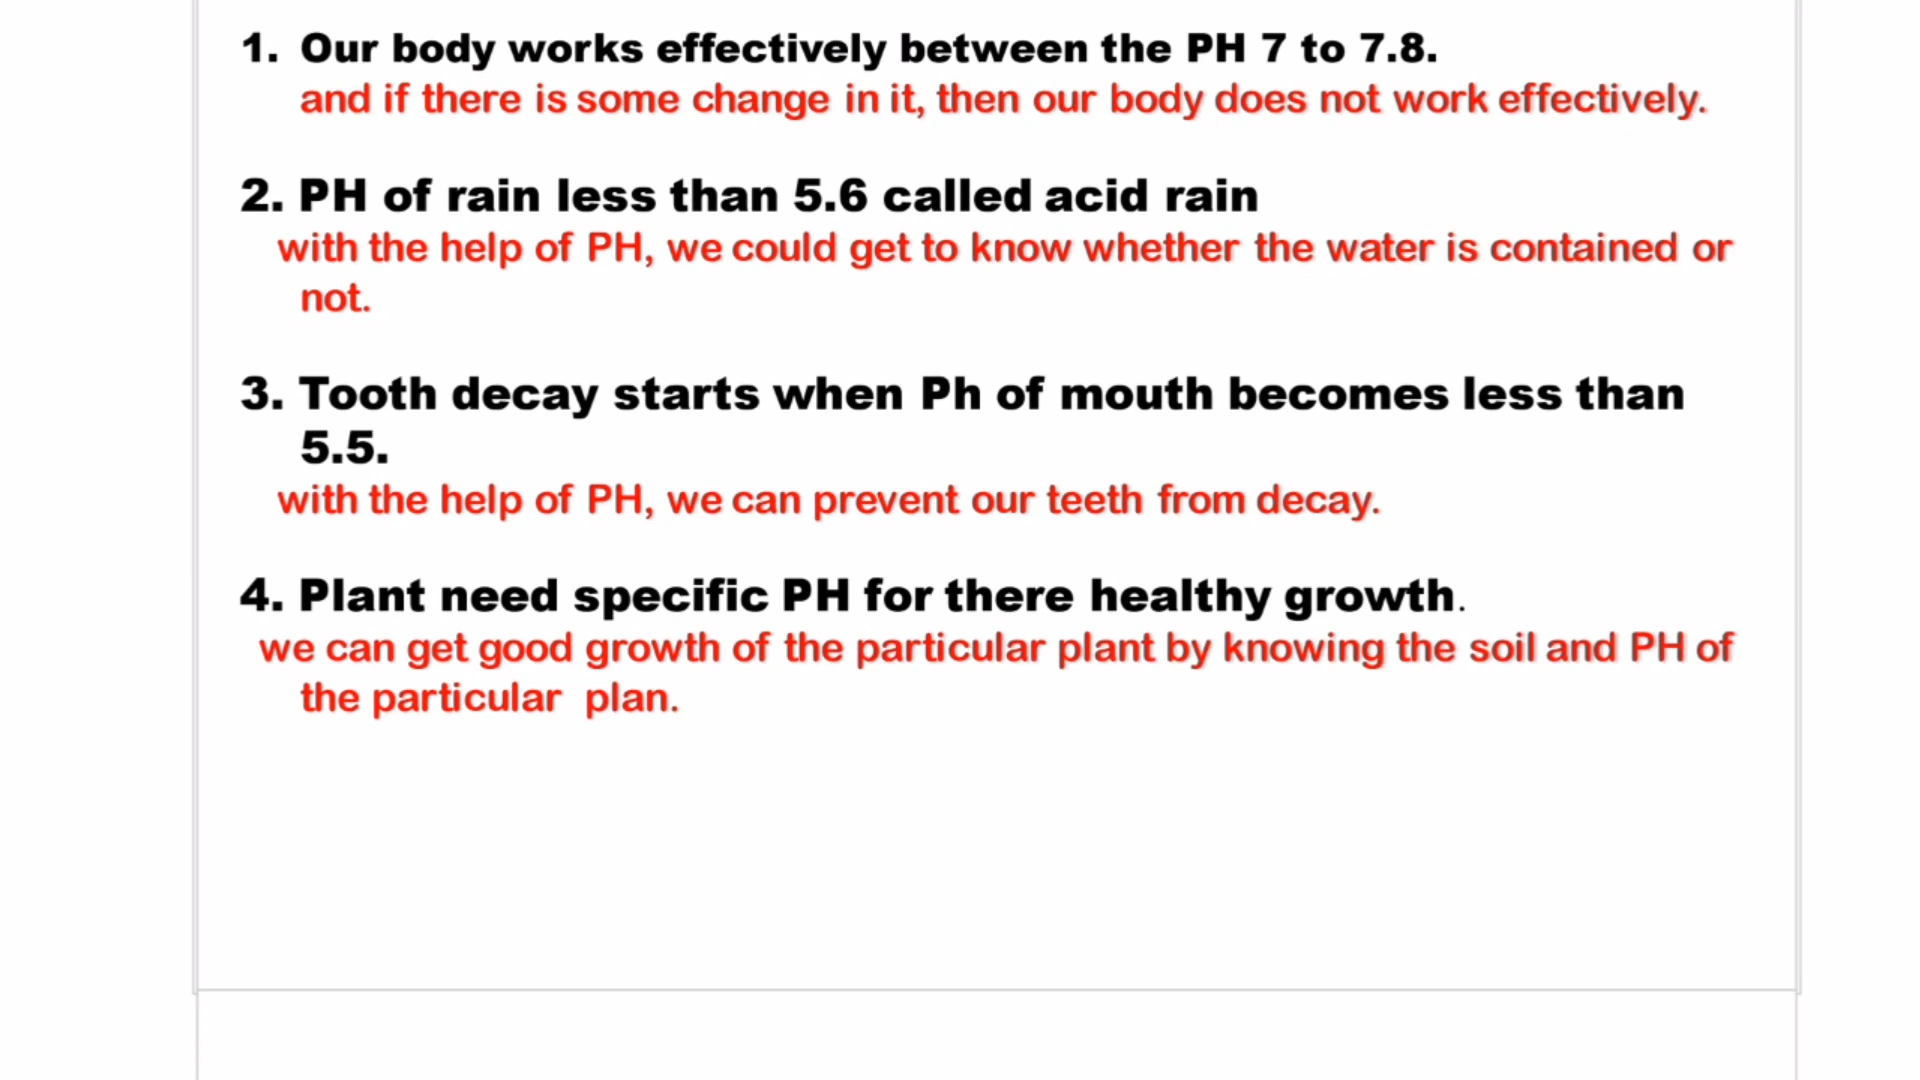 1. Our body works effectively between the PH 7 to 7.8.
and if there is some change in it, then our body does not work effectively.
2. PH of rain less than 5.6 called acid rain
with the help of PH, we could get to know whether the water is contained or
not.
3. Tooth decay starts when Ph of mouth becomes less than
5.5.
with the help of PH, we can prevent our teeth from decay.
4. Plant need specific PH for there healthy growth.
we can get good growth of the particular plant by knowing the soil and PH of
the particular plan.